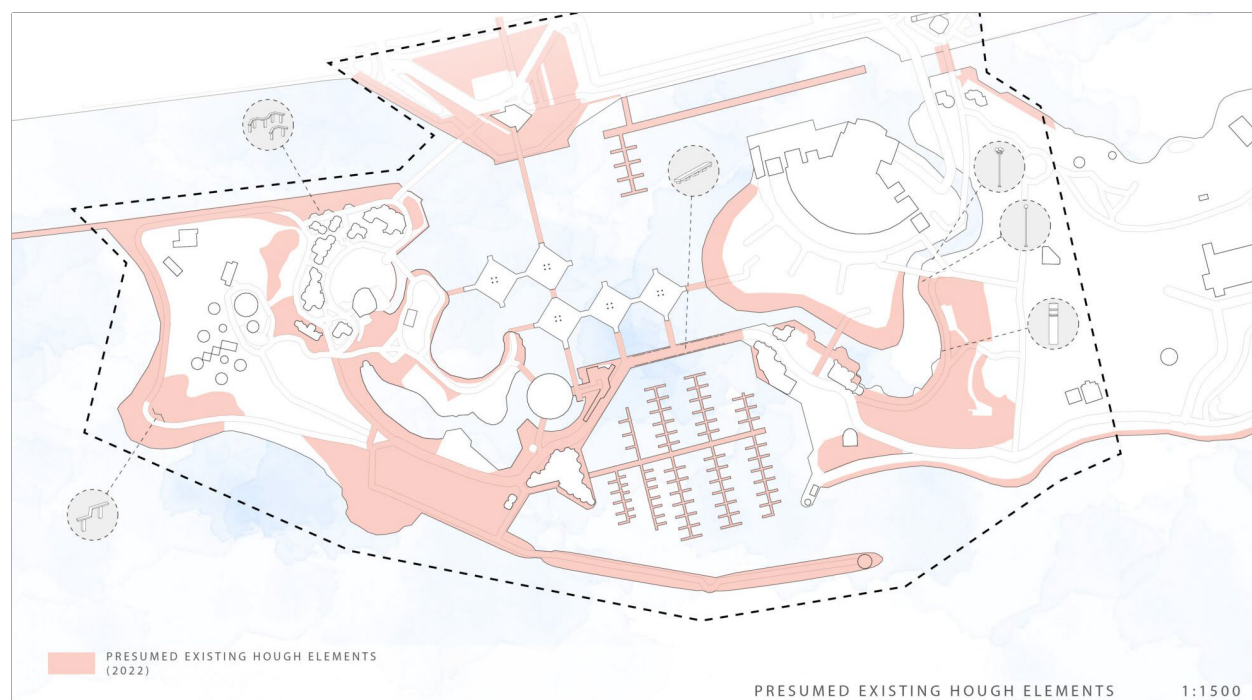 PRESUMED EXISTING HOUGH ELEMENTS
(2022)
PRESUMED EXISTING HOUGH ELEMENTS 1:1500